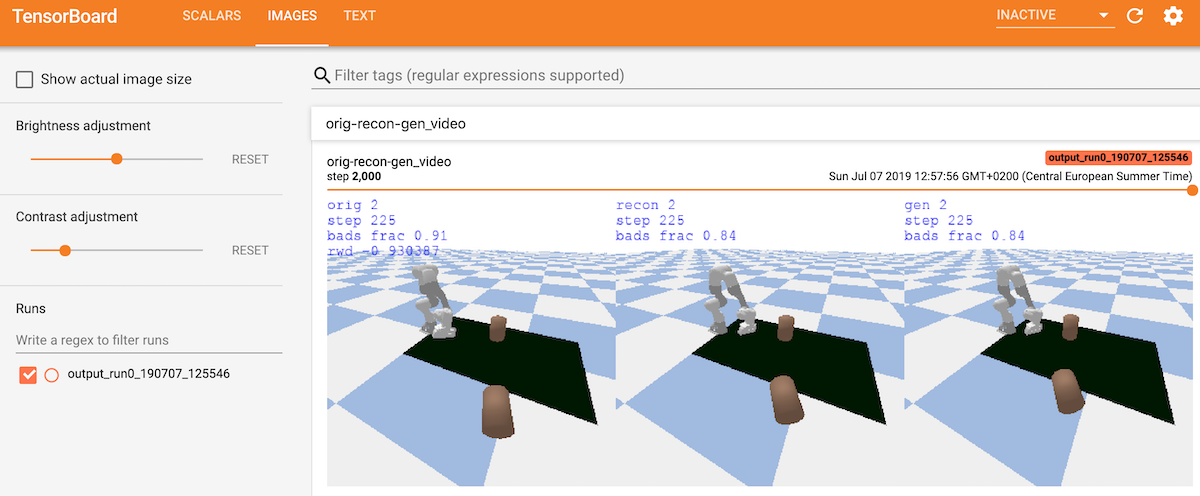 TensorBoard SCALARS IMAGES TEXT INACTIVE
Show actual image size
Filter tags (regular expressions supported)
Brightness adjustment
RESET
Contrast adjustment
RESET
Runs
Write a regex to filter runs
output_run0_190707_125546
orig-recon-gen_video
orig-recon-gen_video output_run0_190707_125546
step 2,000 Sun Jul 07 2019 12:57:56 GMT+0200 (Central European Summer Time)
orig 2
step 225
bads frac 0.91
rwd -0.930387
recon 2
step 225
bads frac 0.84
gen 2
step 225
bads frac 0.84